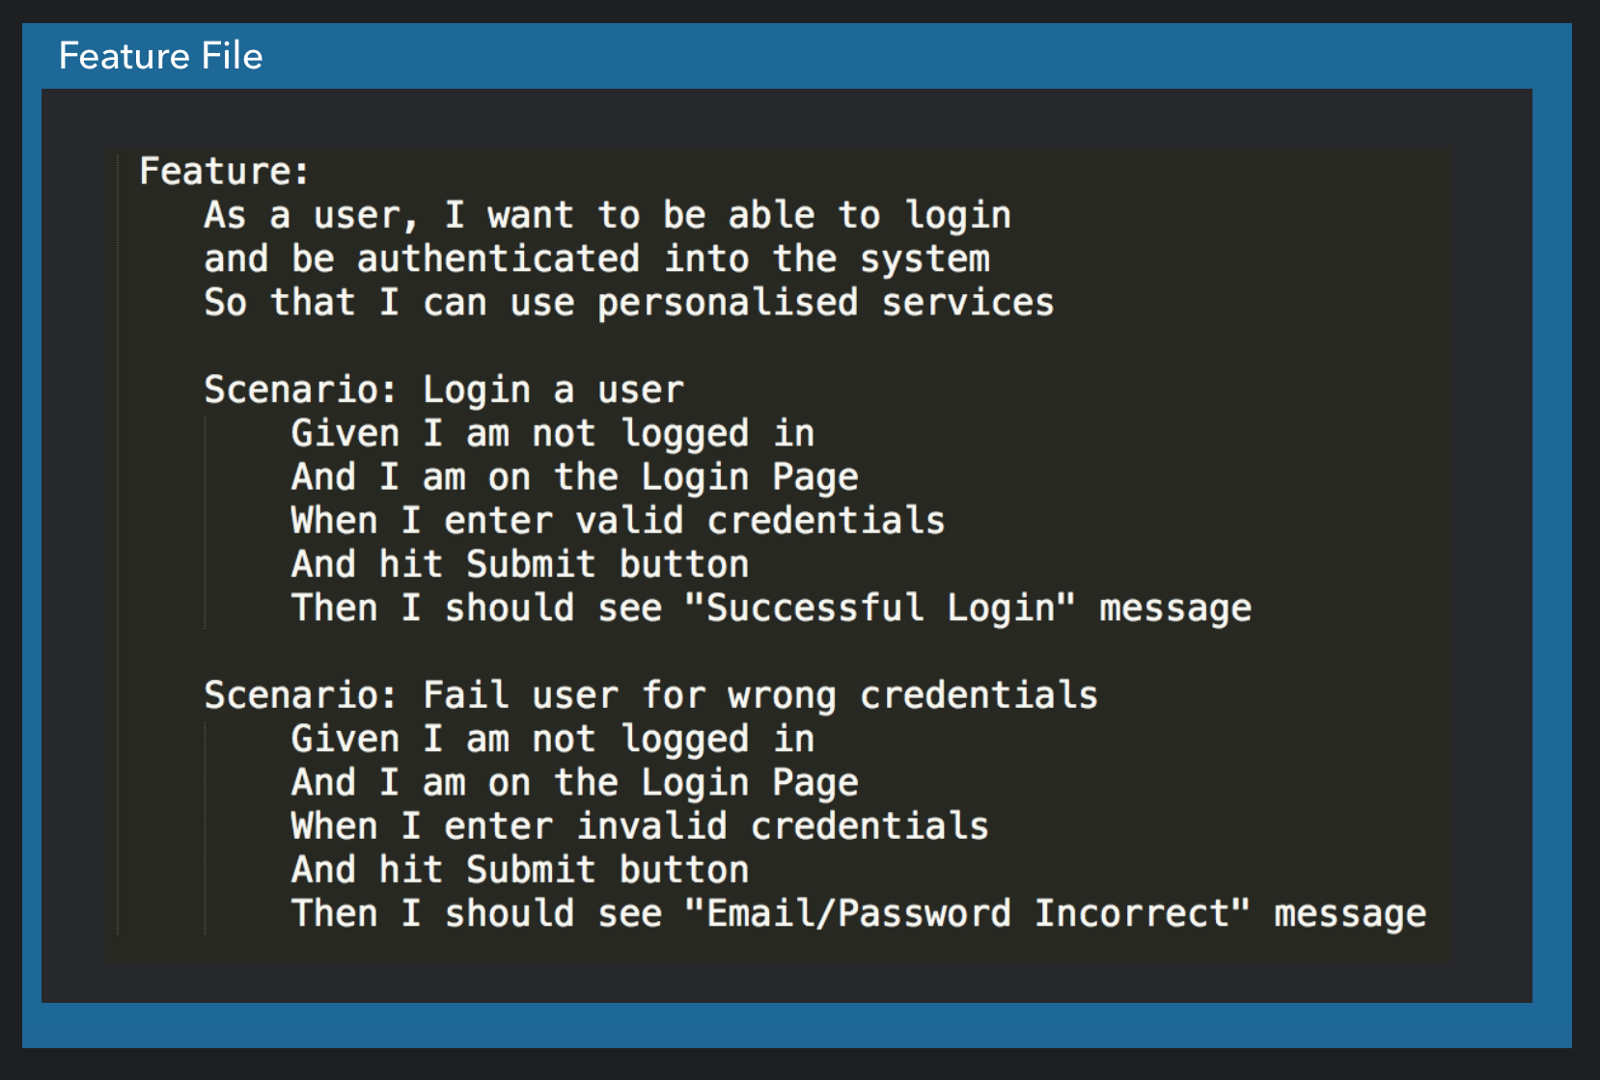 Feature File
Feature:
As a user, I want to be able to login
and be authenticated into the system
So that I can use personalised services
Scenario: Login a user
Given I am not logged in
And I am on the Login Page
When I enter valid credentials
And hit Submit button
Then I should see "Successful Login" message
Scenario: Fail user for wrong credentials
Given I am not logged in
And I am on the Login Page
When I enter invalid credentials
And hit Submit button
Then I should see "Email/Password Incorrect" message